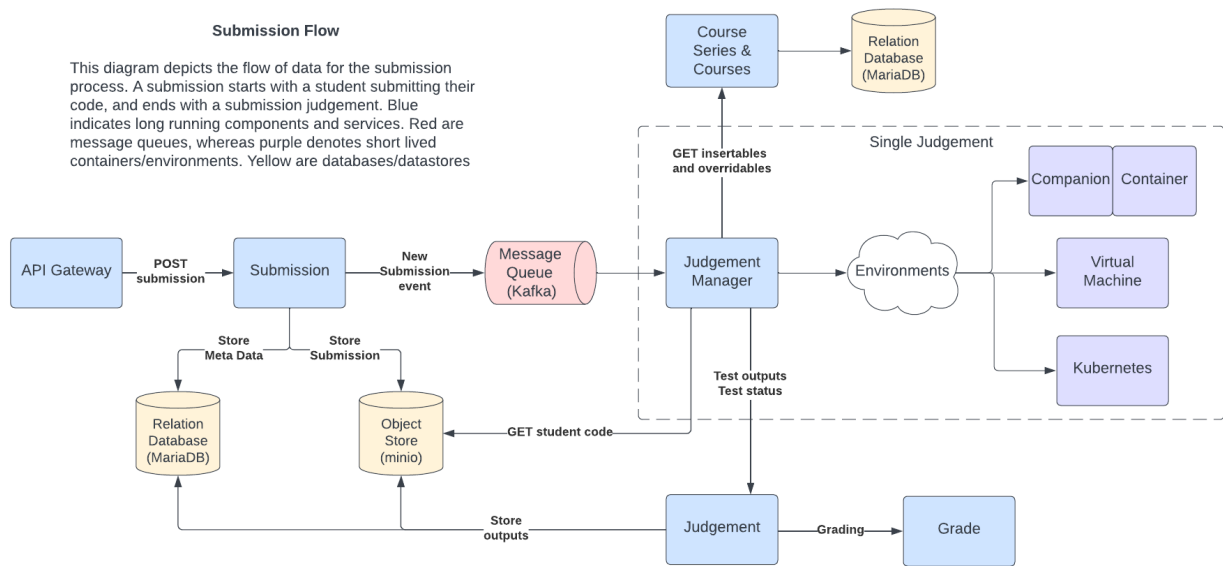 Submission Flow
This diagram depicts the flow of data for the submission
process. A submission starts with a student submitting their
code, and ends with a submission judgement. Blue
indicates long running components and services. Red are
message queues, whereas purple denotes short lived
containers/environments. Yellow are databases/datastores
Course
Series &
Courses
Relation
Database
(MariaDB)
GET insertables
and overridables
Single Judgement
Companion
Container
API Gateway
POST
submission
Submission
New
Submission
event
Message
Queue
(Kafka)
Judgement
Manager
Environments
Virtual
Machine
Kubernetes
Store
Meta Data
Store
Submission
Test outputs
Test status
Relation
Database
(MariaDB)
Object
Store
(minio)
GET student code
Store
outputs
Judgement
Grading
Grade